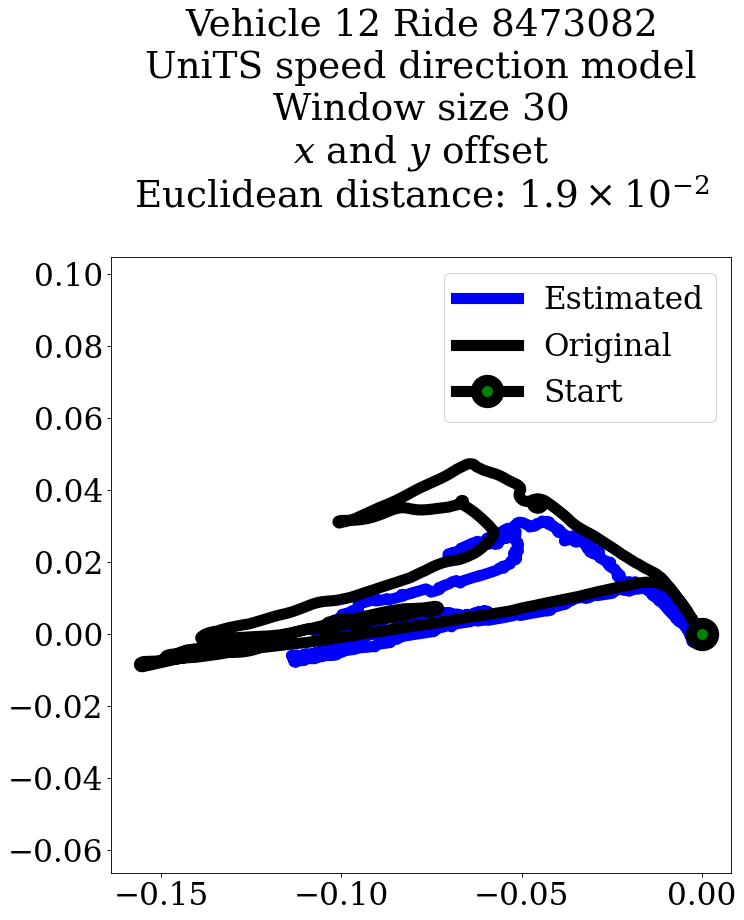 Vehicle 12 Ride 8473082
UniTS speed direction model
Window size 30
x and y offset
Euclidean distance: 1.9 × 10⁻²
Estimated
Original
Start
0.10
0.08
0.06
0.04
0.02
0.00
−0.02
−0.04
−0.06
−0.15 −0.10 −0.05 0.00